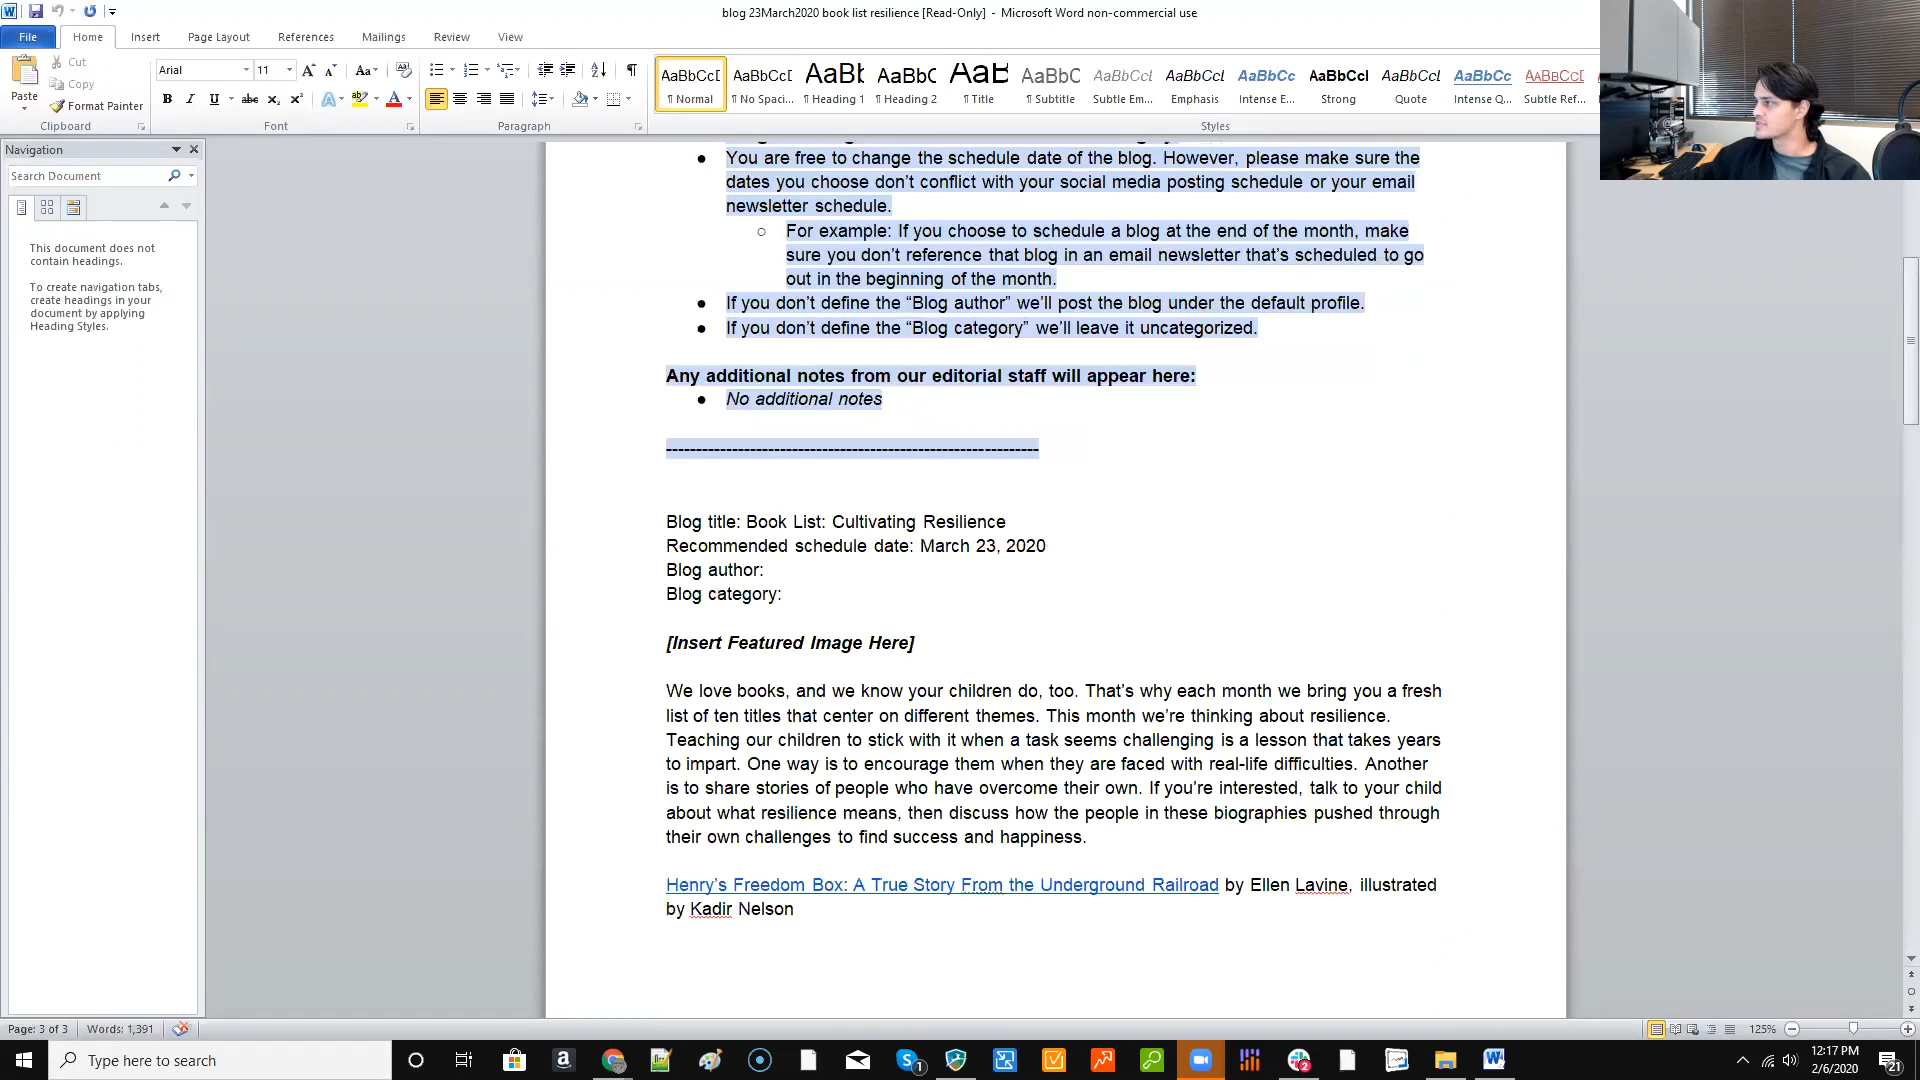 blog 23March2020 book list resilience [Read-Only] - Microsoft Word non-commercial use
File Home Insert Page Layout References Mailings Review View
Paste
Cut
Copy
Format Painter
Clipboard
Arial 11
Font
Paragraph
AaBbCcI AaBbCcI AaBb AaBbC AaB AaBbC AaBbCcL AaBbCcL AaBbCc AaBbCcI AaBbCcL AaBbCc AaBbCcI
¶ Normal ¶ No Spaci... ¶ Heading 1 ¶ Heading 2 ¶ Title ¶ Subtitle Subtle Em... Emphasis Intense E... Strong Quote Intense Q... Subtle Ref...
Styles
Navigation
Search Document
This document does not
contain headings.
To create navigation tabs,
create headings in your
document by applying
Heading Styles.
● You are free to change the schedule date of the blog. However, please make sure the
dates you choose don’t conflict with your social media posting schedule or your email
newsletter schedule.
○ For example: If you choose to schedule a blog at the end of the month, make
sure you don’t reference that blog in an email newsletter that’s scheduled to go
out in the beginning of the month.
● If you don’t define the “Blog author” we’ll post the blog under the default profile.
● If you don’t define the “Blog category” we’ll leave it uncategorized.
Any additional notes from our editorial staff will appear here:
● No additional notes
--------------------------------------------------------------
Blog title: Book List: Cultivating Resilience
Recommended schedule date: March 23, 2020
Blog author:
Blog category:
[Insert Featured Image Here]
We love books, and we know your children do, too. That’s why each month we bring you a fresh
list of ten titles that center on different themes. This month we’re thinking about resilience.
Teaching our children to stick with it when a task seems challenging is a lesson that takes years
to impart. One way is to encourage them when they are faced with real-life difficulties. Another
is to share stories of people who have overcome their own. If you’re interested, talk to your child
about what resilience means, then discuss how the people in these biographies pushed through
their own challenges to find success and happiness.
Henry’s Freedom Box: A True Story From the Underground Railroad by Ellen Lavine, illustrated
by Kadir Nelson
Page: 3 of 3 Words: 1,391
125%
Type here to search
12:17 PM
2/6/2020
21